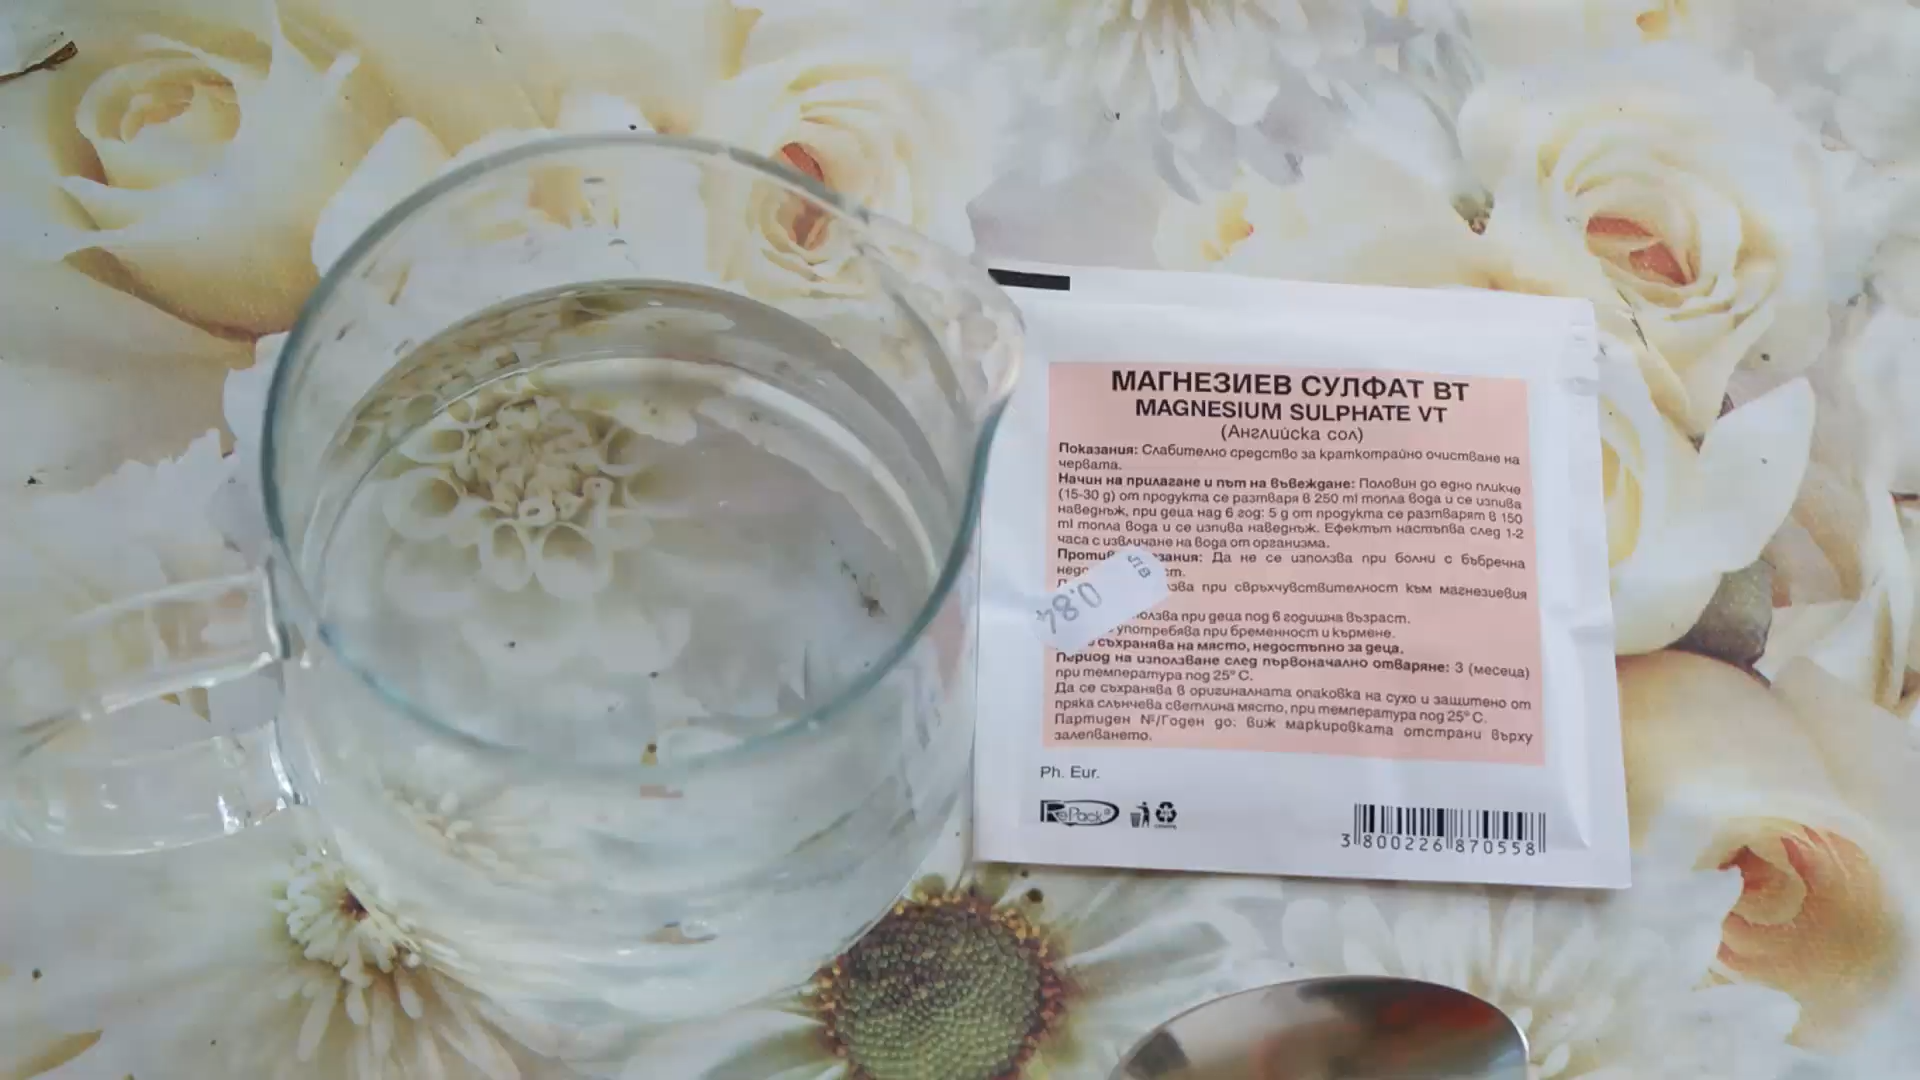 МАГНЕЗИЕВ СУЛФАТ ВТ
MAGNESIUM SULPHATE VT
(Английска сол)
Показания: Слабително средство за краткотрайно очистване на
червата.
Начин на прилагане и път на въвеждане: Половин до едно пликче
(15-30 g) от продукта се разтваря в 250 ml топла вода и се изпива
наведнъж, при деца над 6 год: 5 g от продукта се разтварят в 150
ml топла вода и се изпива наведнъж. Ефектът настъпва след 1-2
часа с извличане на вода от организма.
Да не се използва при болни с бъбречна
при свръхчувствителност към магнезиевия
при деца под 6 годишна възраст.
употребява при бременност и кърмене.
съхранява на място, недостъпно за деца.
Период на използване след първоначално отваряне: 3 (месеца)
при температура под 25° C.
Да се съхранява в оригиналната опаковка на сухо и защитено от
пряка слънчева светлина място, при температура под 25° C.
Партиден №/Годен до: виж маркировката отстрани върху
залепването.
0.84 лв
Ph. Eur.
RePack®
3800226870558